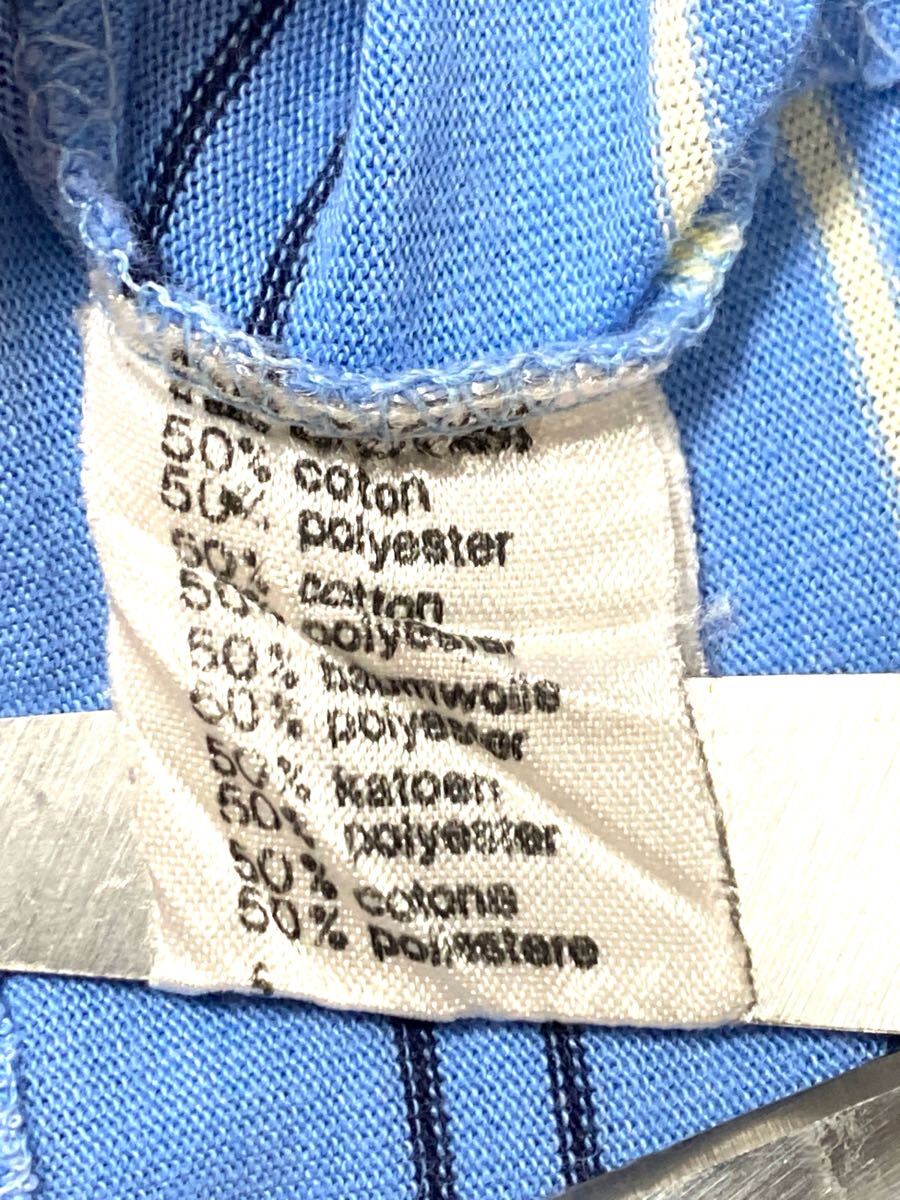 50% coton
50% polyester
50% cotton
50% polyester
50% baumwolle
50% polyester
50% katoen
50% polyester
50% cotone
50% poliestere